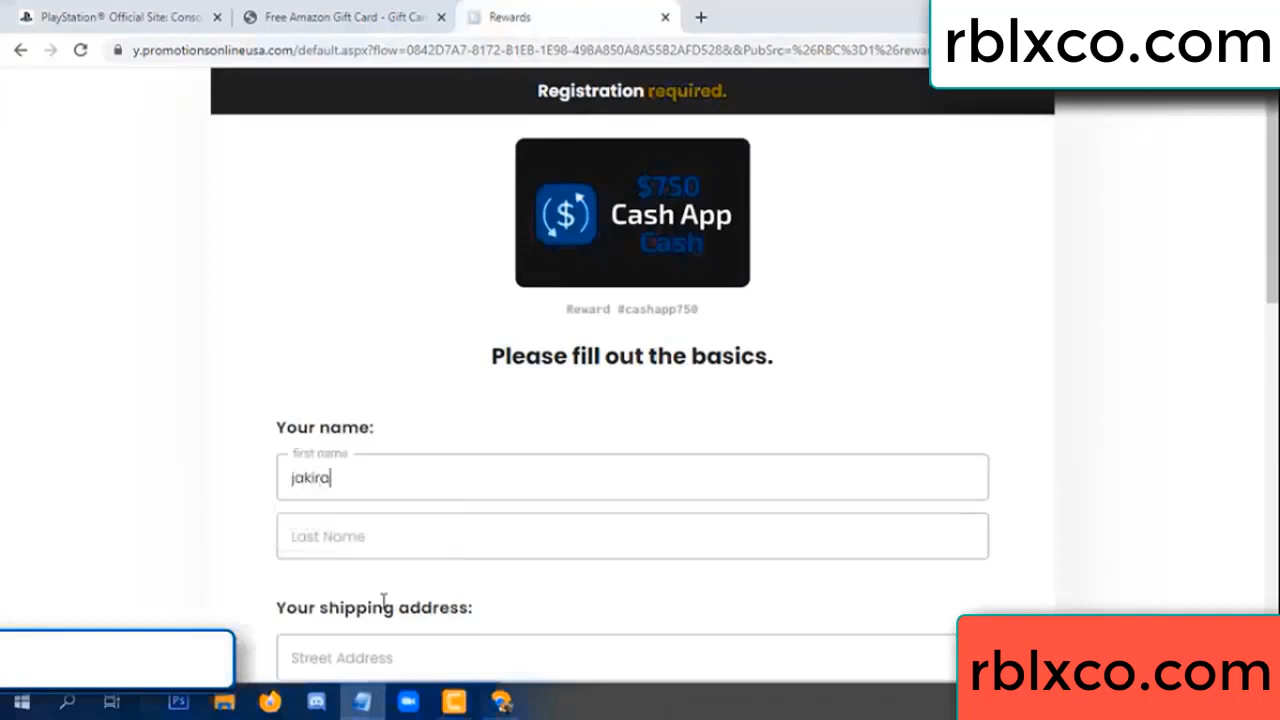 PlayStation® Official Site: Conso
Free Amazon Gift Card - Gift Car
Rewards
rblxco.com
y.promotionsonlineusa.com/default.aspx?flow=0842D7A7-8172-B1EB-1E98-49BA850A8A55B2AFD528&&PubSrc=%26RBC%3D1%26rewa
Registration required.
$750
Cash App
Cash
Reward #cashapp750
Please fill out the basics.
Your name:
first name
jakira
Last Name
Your shipping address:
Street Address
rblxco.com
Ps